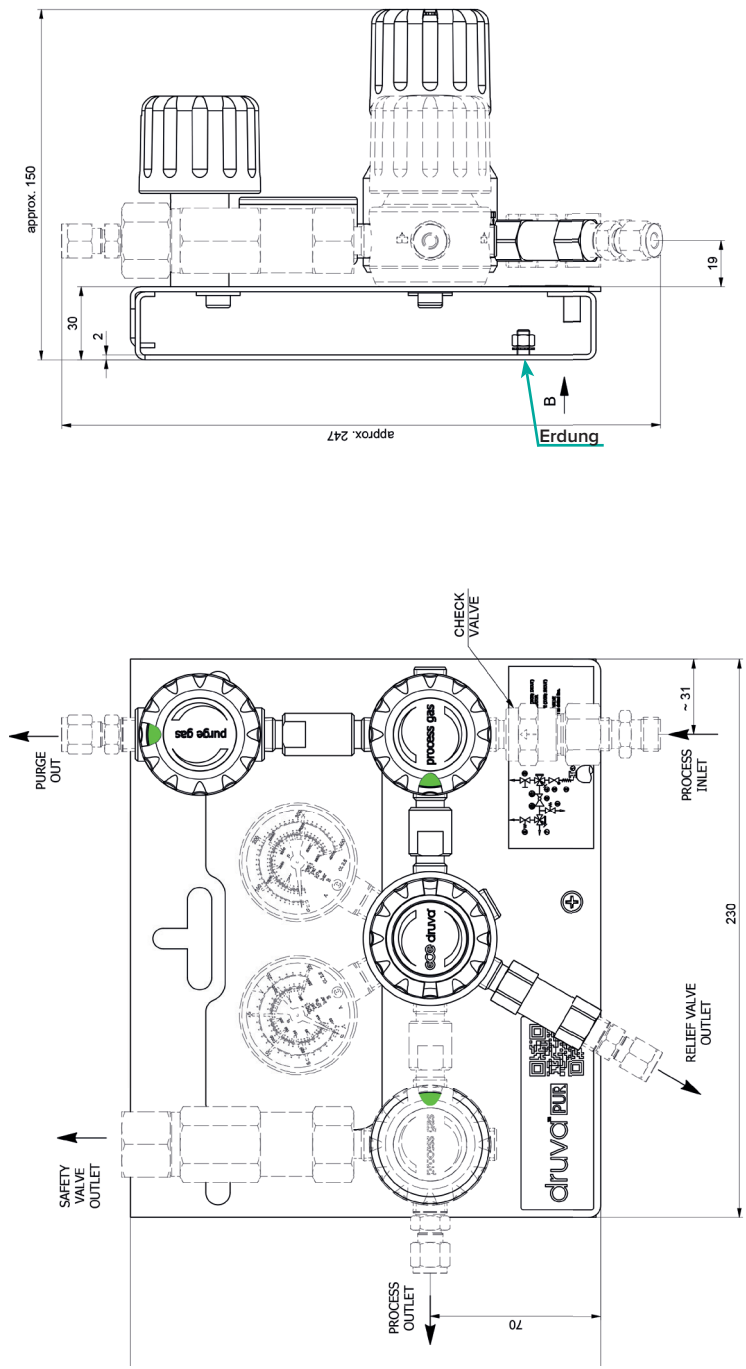 approx. 150
30
2
19
approx. 247
B
Erdung
CHECK
VALVE
PURGE
OUT
purge gas
process gas
~ 31
PROCESS
INLET
230
GCE druva
RELIEF VALVE
OUTLET
SAFETY
VALVE
OUTLET
process gas
druva PUR
PROCESS
OUTLET
70